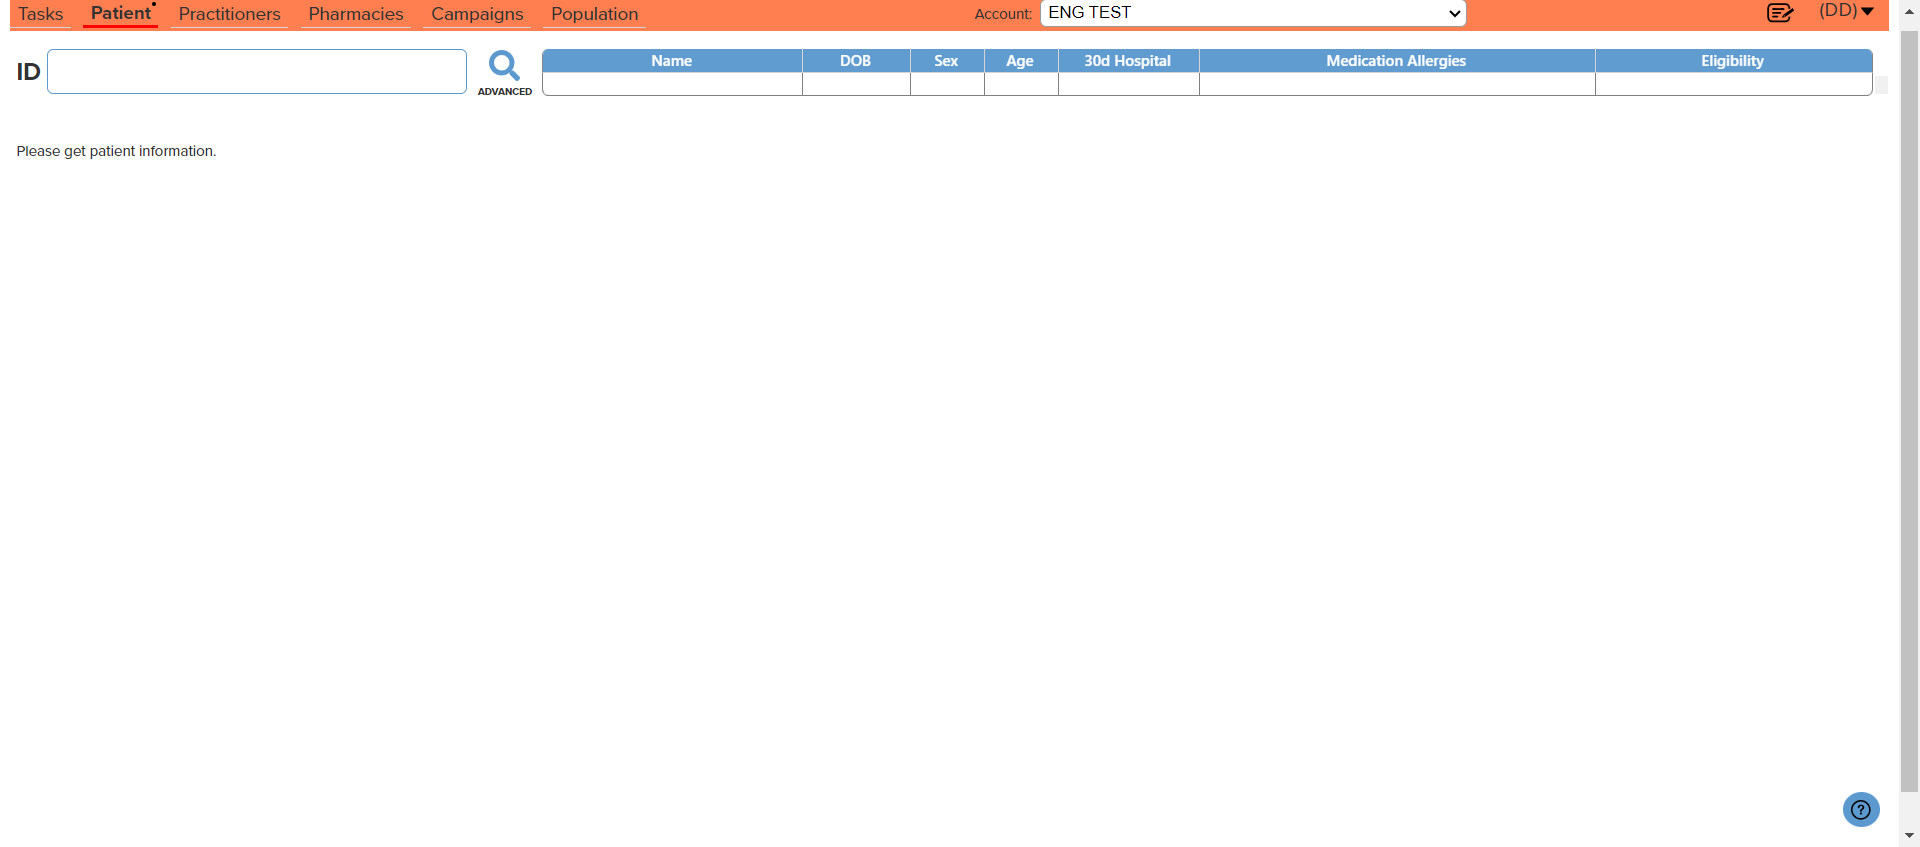 Tasks Patient Practitioners Pharmacies Campaigns Population Account: ENG TEST (DD)
ID ADVANCED Name DOB Sex Age 30d Hospital Medication Allergies Eligibility
Please get patient information.
?